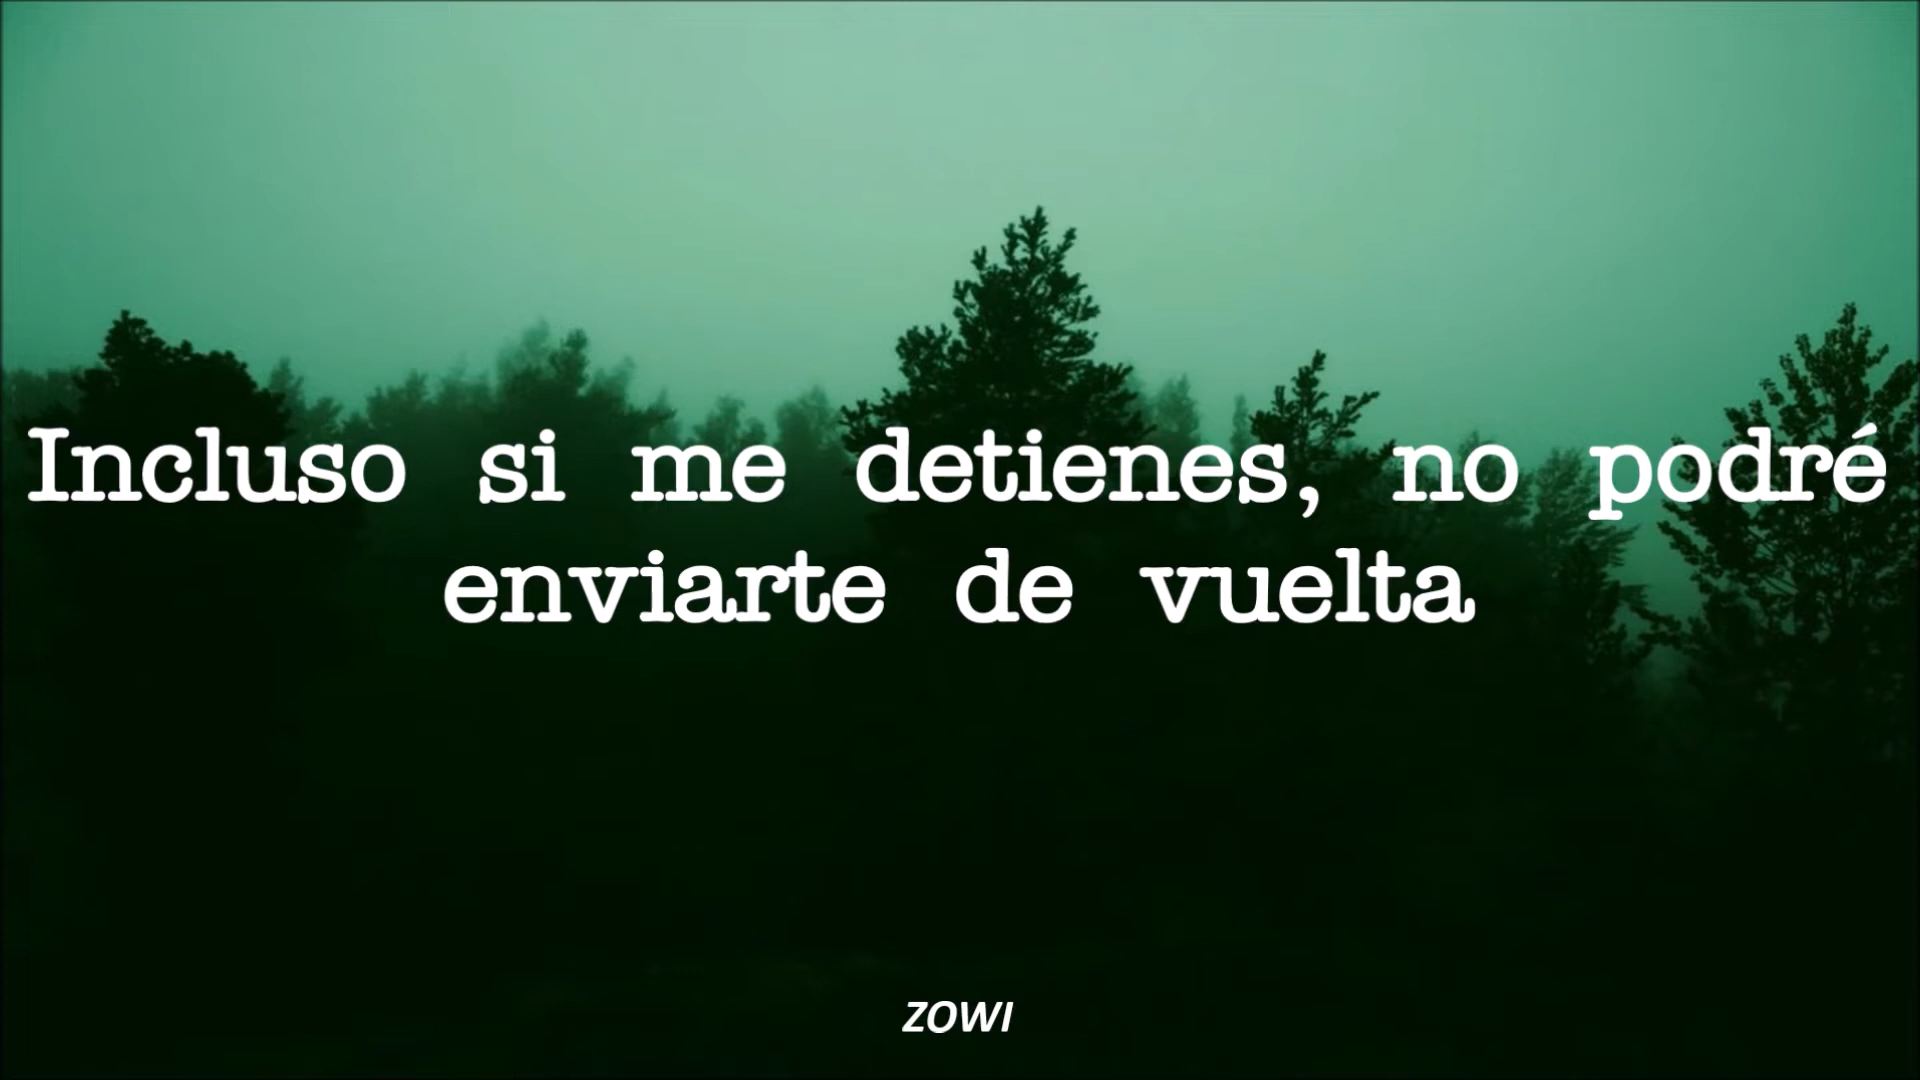 Incluso si me detienes, no podré
enviarte de vuelta
ZOWI